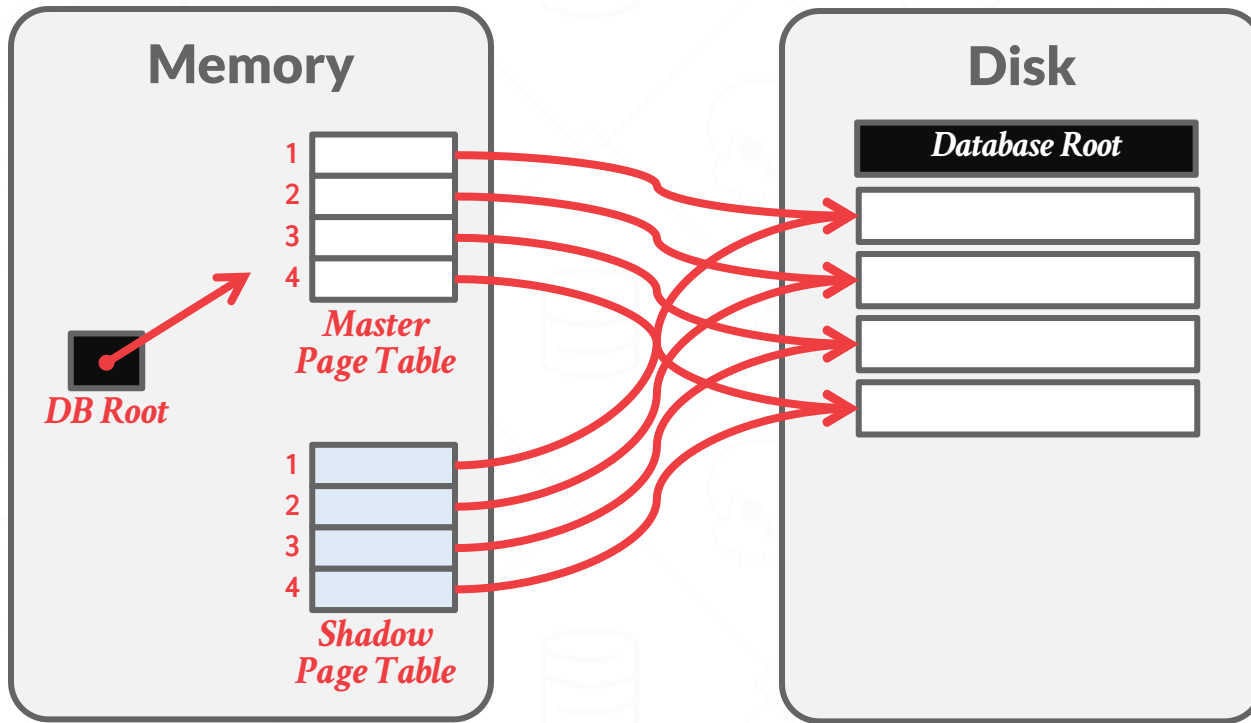 Memory
1
2
3
4
Master
Page Table
DB Root
1
2
3
4
Shadow
Page Table
Disk
Database Root